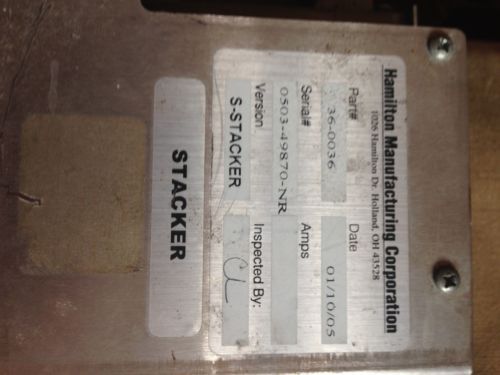 Hamilton Manufacturing Corporation
1026 Hamilton Dr. Holland, OH 43528
Part# Date
36-0036 01/10/05
Serial# Amps
0503-49870-NR
Version Inspected By:
S-STACKER
STACKER